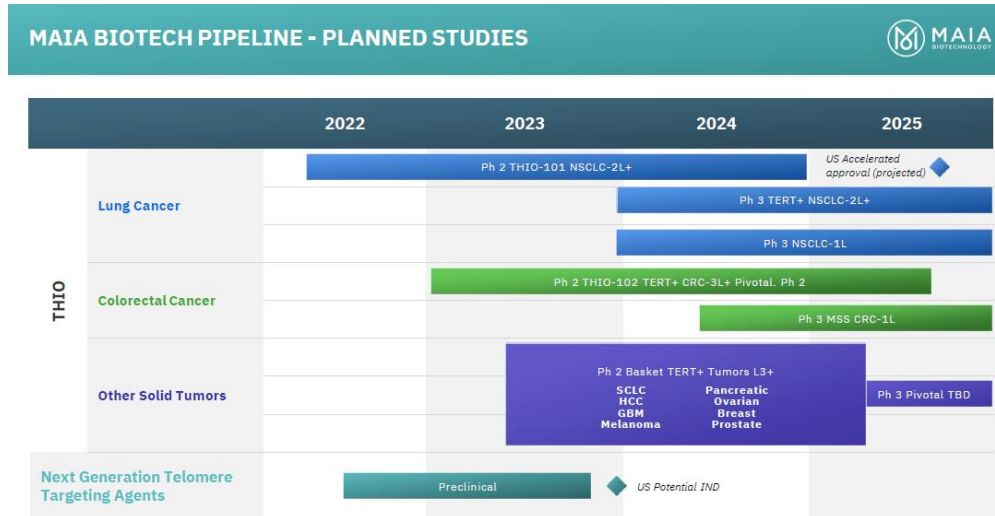 MAIA BIOTECH PIPELINE - PLANNED STUDIES
MAIA
BIOTECHNOLOGY
2022 2023 2024 2025
THIO
Lung Cancer
Ph 2 THIO-101 NSCLC-2L+
US Accelerated
approval (projected)
Ph 3 TERT+ NSCLC-2L+
Ph 3 NSCLC-1L
Colorectal Cancer
Ph 2 THIO-102 TERT+ CRC-3L+ Pivotal. Ph 2
Ph 3 MSS CRC-1L
Other Solid Tumors
Ph 2 Basket TERT+ Tumors L3+
SCLC Pancreatic
HCC Ovarian
GBM Breast
Melanoma Prostate
Ph 3 Pivotal TBD
Next Generation Telomere
Targeting Agents
Preclinical
US Potential IND